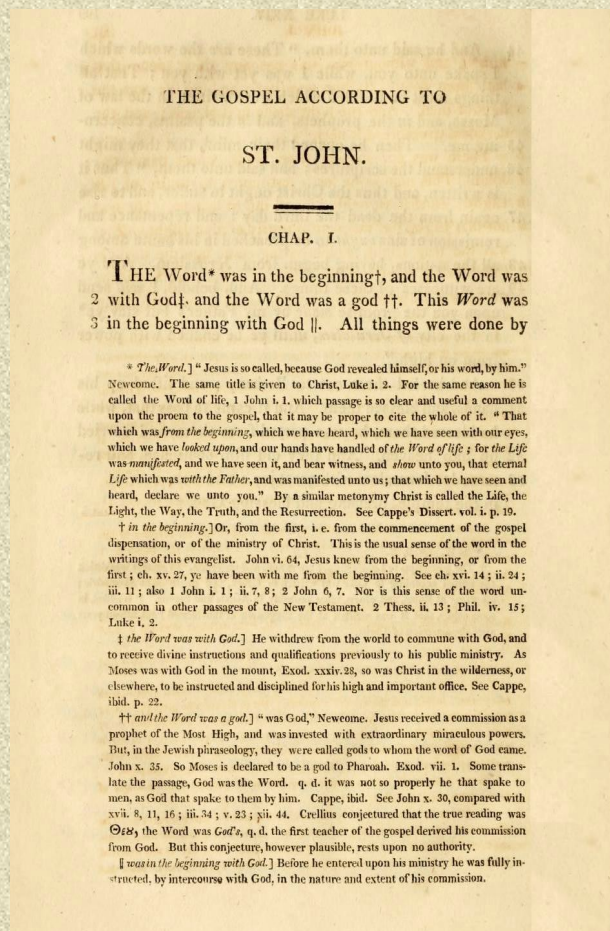 THE GOSPEL ACCORDING TO
ST. JOHN.
CHAP. I.
THE Word* was in the beginning†, and the Word was
2 with God‡. and the Word was a god ††. This Word was
3 in the beginning with God ||. All things were done by
* The Word.] “ Jesus is so called, because God revealed himself, or his word, by him.”
Newcome. The same title is given to Christ, Luke i. 2. For the same reason he is
called the Word of life, 1 John i. 1. which passage is so clear and useful a comment
upon the proem to the gospel, that it may be proper to cite the whole of it. “ That
which was from the beginning, which we have heard, which we have seen with our eyes,
which we have looked upon, and our hands have handled of the Word of life ; for the Life
was manifested, and we have seen it, and bear witness, and show unto you, that eternal
Life which was with the Father, and was manifested unto us ; that which we have seen and
heard, declare we unto you.” By a similar metonymy Christ is called the Life, the
Light, the Way, the Truth, and the Resurrection. See Cappe's Dissert. vol. i. p. 19.
† in the beginning.] Or, from the first, i. e. from the commencement of the gospel
dispensation, or of the ministry of Christ. This is the usual sense of the word in the
writings of this evangelist. John vi. 64, Jesus knew from the beginning, or from the
first ; ch. xv. 27, ye have been with me from the beginning. See ch. xvi. 14 ; ii. 24 ;
iii. 11 ; also 1 John i. 1 ; ii. 7, 8 ; 2 John 6, 7. Nor is this sense of the word un-
common in other passages of the New Testament. 2 Thess. ii. 13 ; Phil. iv. 15 ;
Luke i. 2.
‡ the Word was with God.] He withdrew from the world to commune with God, and
to receive divine instructions and qualifications previously to his public ministry. As
Moses was with God in the mount, Exod. xxxiv. 28, so was Christ in the wilderness, or
elsewhere, to be instructed and disciplined for his high and important office. See Cappe,
ibid. p. 22.
†† and the Word was a god.] “ was God,” Newcome. Jesus received a commission as a
prophet of the Most High, and was invested with extraordinary miraculous powers.
But, in the Jewish phraseology, they were called gods to whom the word of God came.
John x. 35. So Moses is declared to be a god to Pharoah. Exod. vii. 1. Some trans-
late the passage, God was the Word. q. d. it was not so properly he that spake to
men, as God that spake to them by him. Cappe, ibid. See John x. 30, compared with
xvii. 8, 11, 16 ; iii. 34 ; v. 23 ; xii. 44. Crellius conjectured that the true reading was
Θεȣ, the Word was God's, q. d. the first teacher of the gospel derived his commission
from God. But this conjecture, however plausible, rests upon no authority.
|| was in the beginning with God.] Before he entered upon his ministry he was fully in-
structed, by intercourse with God, in the nature and extent of his commission.